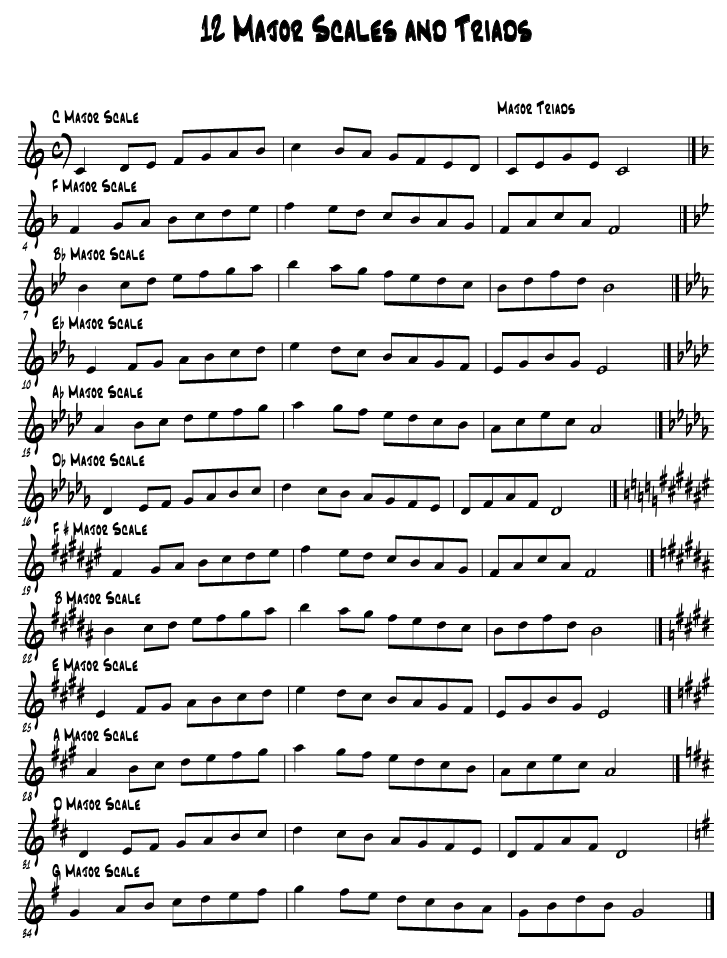 12 Major Scales and Triads
C Major Scale
Major Triads
F Major Scale
4
B♭ Major Scale
7
E♭ Major Scale
10
A♭ Major Scale
13
D♭ Major Scale
16
F# Major Scale
19
B Major Scale
22
E Major Scale
25
A Major Scale
28
D Major Scale
31
G Major Scale
34